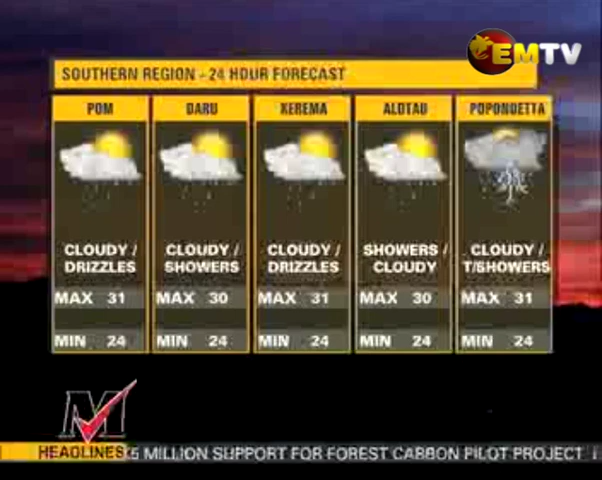 EMTV
SOUTHERN REGION - 24 HOUR FORECAST
POM
DARU
KEREMA
ALOTAU
POPONDETTA
CLOUDY /
DRIZZLES
CLOUDY /
SHOWERS
CLOUDY /
DRIZZLES
SHOWERS /
CLOUDY
CLOUDY /
T/SHOWERS
MAX 31
MAX 30
MAX 31
MAX 30
MAX 31
MIN 24
MIN 24
MIN 24
MIN 24
MIN 24
M
HEADLINES 5 MILLION SUPPORT FOR FOREST CARBON PILOT PROJECT